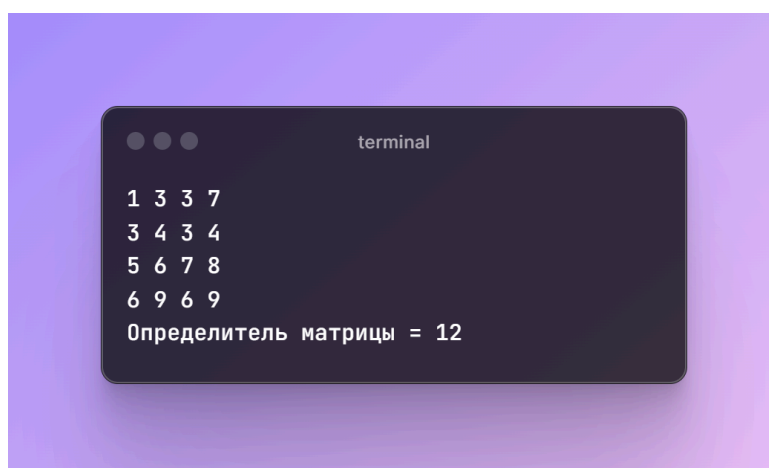 terminal
1 3 3 7
3 4 3 4
5 6 7 8
6 9 6 9
Определитель матрицы = 12